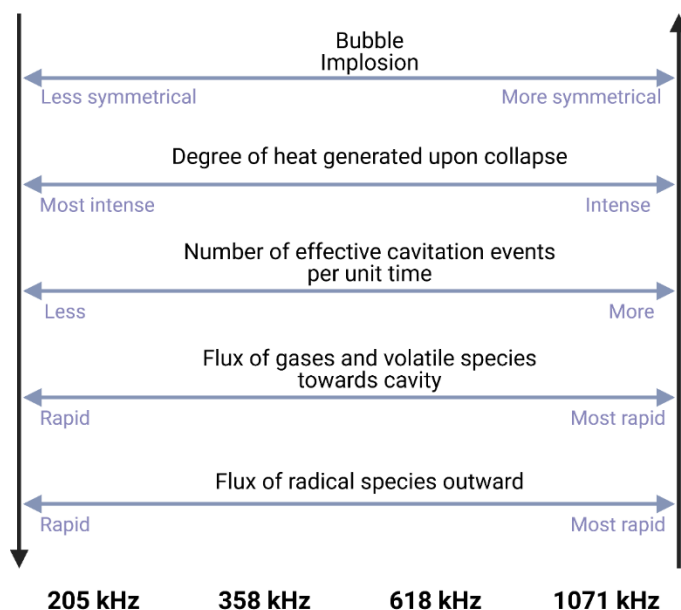 Bubble
Implosion
Less symmetrical More symmetrical
Degree of heat generated upon collapse
Most intense Intense
Number of effective cavitation events
per unit time
Less More
Flux of gases and volatile species
towards cavity
Rapid Most rapid
Flux of radical species outward
Rapid Most rapid
205 kHz 358 kHz 618 kHz 1071 kHz